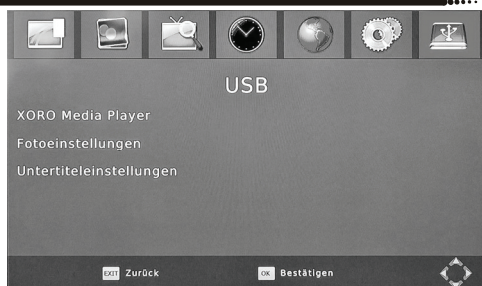 USB
XORO Media Player
Fotoeinstellungen
Untertiteleinstellungen
EXIT Zurück OK Bestätigen